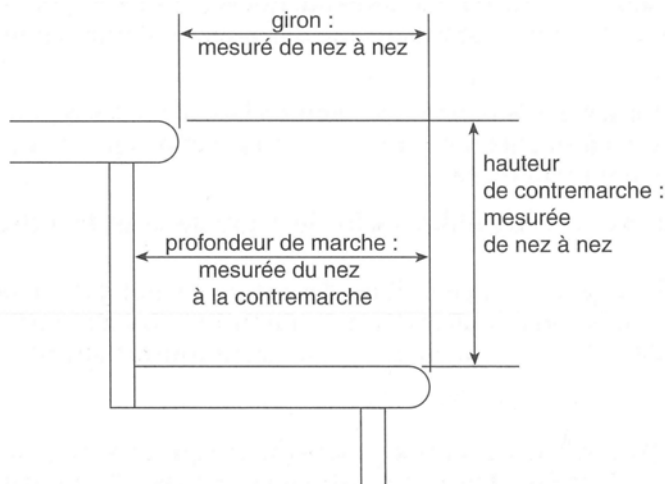 giron :
mesuré de nez à nez
hauteur
de contremarche :
mesurée
de nez à nez
profondeur de marche :
mesurée du nez
à la contremarche